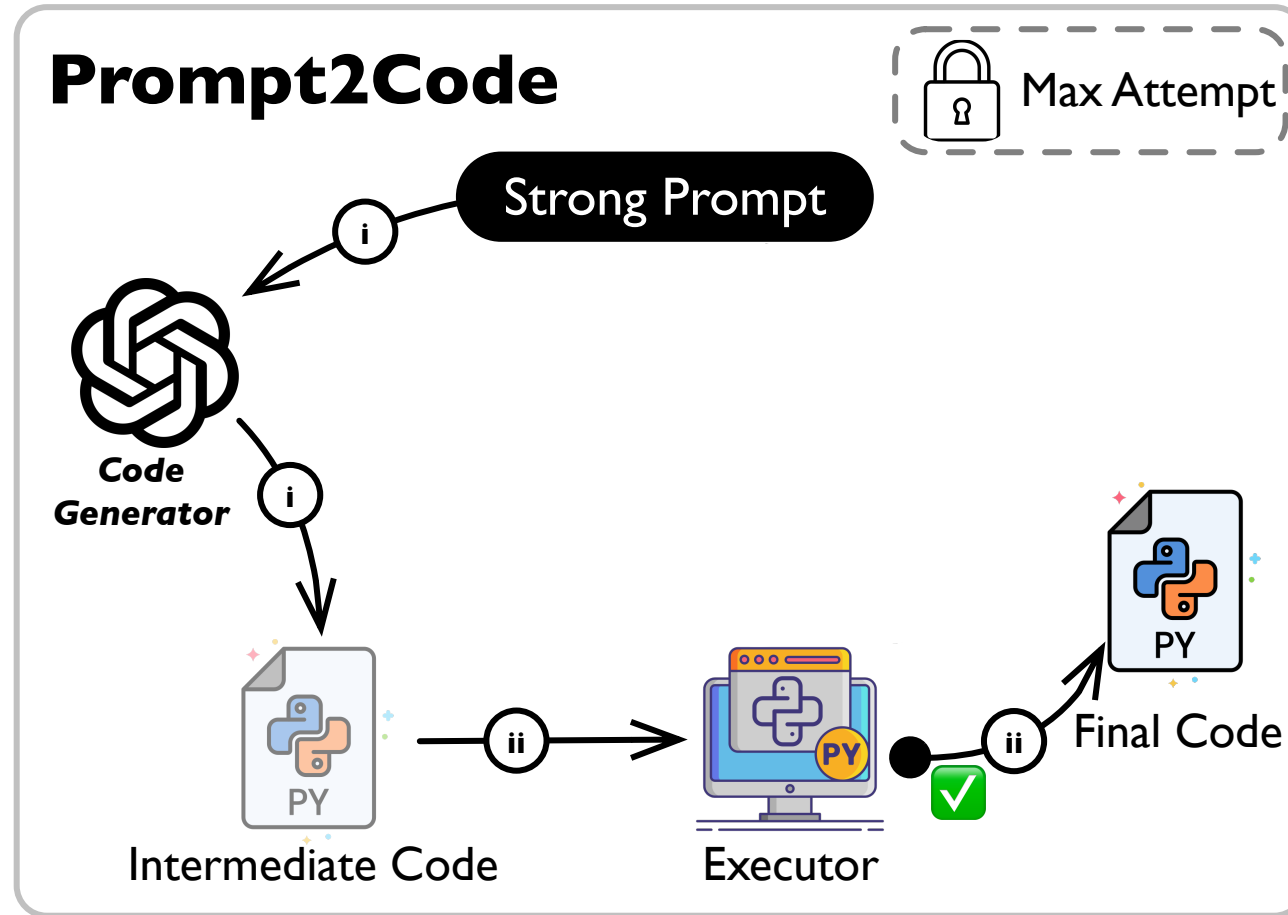 Prompt2Code
Max Attempt
Strong Prompt
i
Code
Generator
i
PY
Intermediate Code
ii
PY
Executor
ii
PY
Final Code